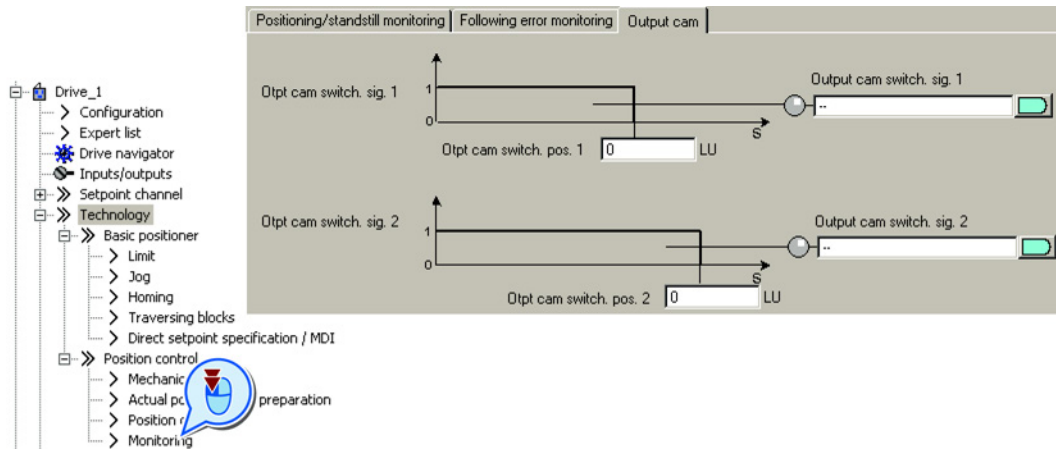 Positioning/standstill monitoring
Following error monitoring
Output cam
Otpt cam switch. sig. 1
1
0
S
Otpt cam switch. pos. 1
0
LU
Output cam switch. sig. 1
--
Otpt cam switch. sig. 2
1
0
S
Otpt cam switch. pos. 2
0
LU
Output cam switch. sig. 2
--
Drive_1
Configuration
Expert list
Drive navigator
Inputs/outputs
Setpoint channel
Technology
Basic positioner
Limit
Jog
Homing
Traversing blocks
Direct setpoint specification / MDI
Position control
Actual preparation
Position
Monitoring